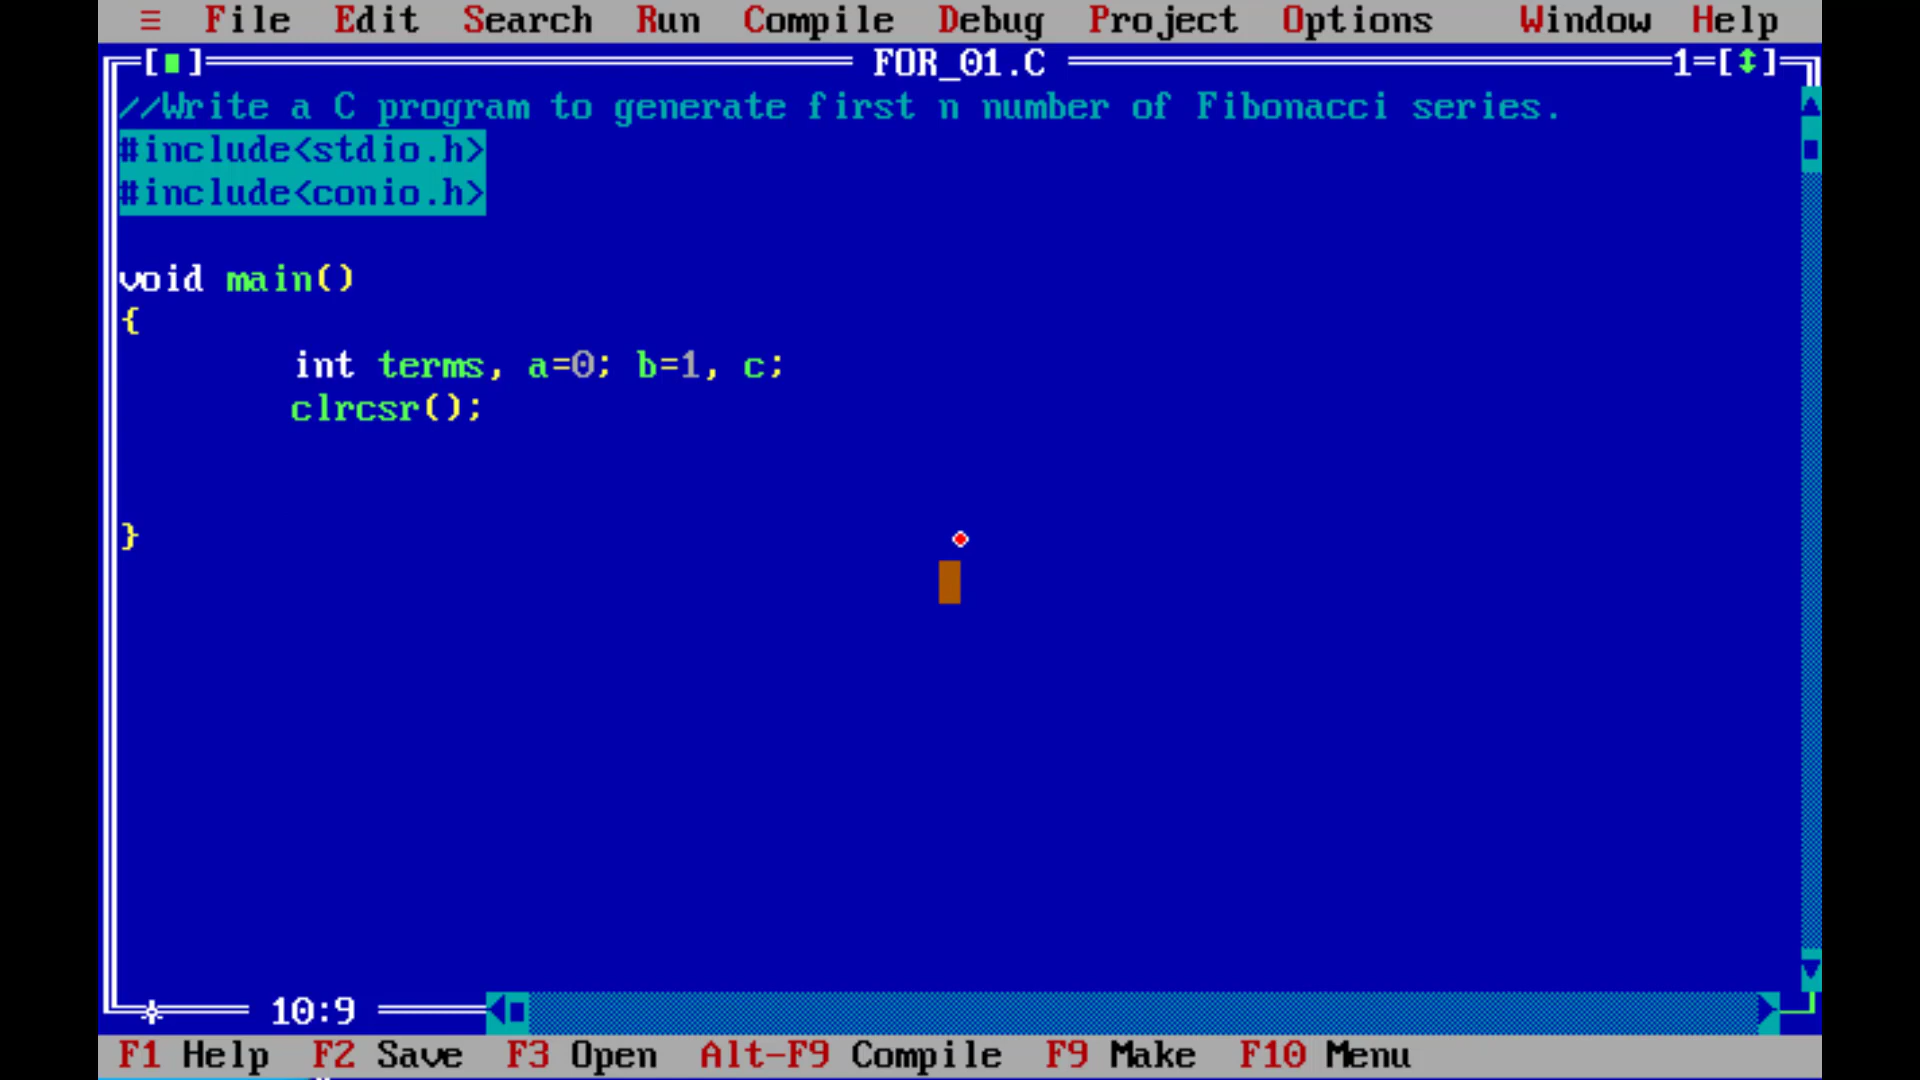 ≡ File Edit Search Run Compile Debug Project Options Window Help
[■] FOR_01.C 1=[↕]
//Write a C program to generate first n number of Fibonacci series.
#include<stdio.h>
#include<conio.h>
void main()
{
int terms, a=0; b=1, c;
clrcsr();
}
10:9
F1 Help F2 Save F3 Open Alt-F9 Compile F9 Make F10 Menu